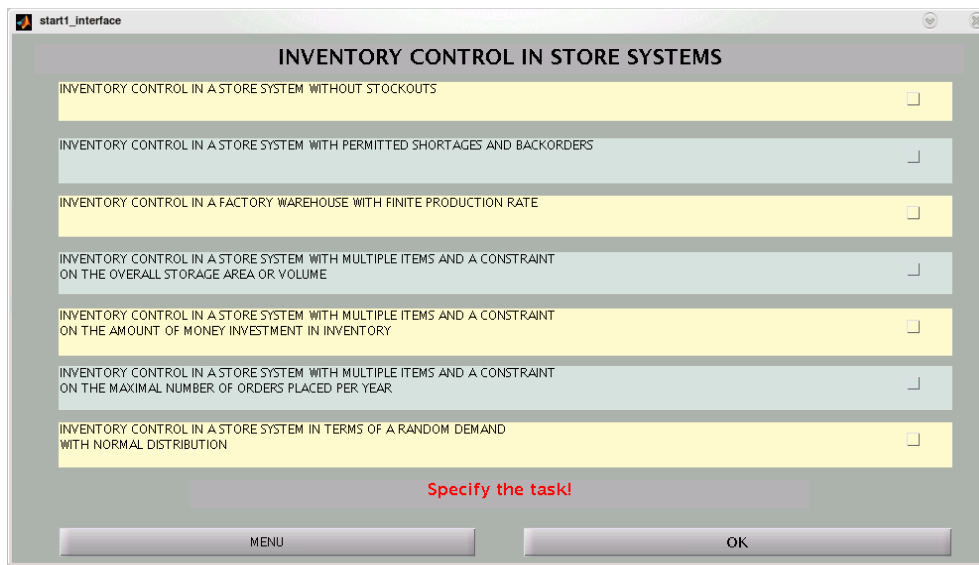 start1_interface
INVENTORY CONTROL IN STORE SYSTEMS
INVENTORY CONTROL IN A STORE SYSTEM WITHOUT STOCKOUTS
INVENTORY CONTROL IN A STORE SYSTEM WITH PERMITTED SHORTAGES AND BACKORDERS
INVENTORY CONTROL IN A FACTORY WAREHOUSE WITH FINITE PRODUCTION RATE
INVENTORY CONTROL IN A STORE SYSTEM WITH MULTIPLE ITEMS AND A CONSTRAINT
ON THE OVERALL STORAGE AREA OR VOLUME
INVENTORY CONTROL IN A STORE SYSTEM WITH MULTIPLE ITEMS AND A CONSTRAINT
ON THE AMOUNT OF MONEY INVESTMENT IN INVENTORY
INVENTORY CONTROL IN A STORE SYSTEM WITH MULTIPLE ITEMS AND A CONSTRAINT
ON THE MAXIMAL NUMBER OF ORDERS PLACED PER YEAR
INVENTORY CONTROL IN A STORE SYSTEM IN TERMS OF A RANDOM DEMAND
WITH NORMAL DISTRIBUTION
Specify the task!
MENU
OK